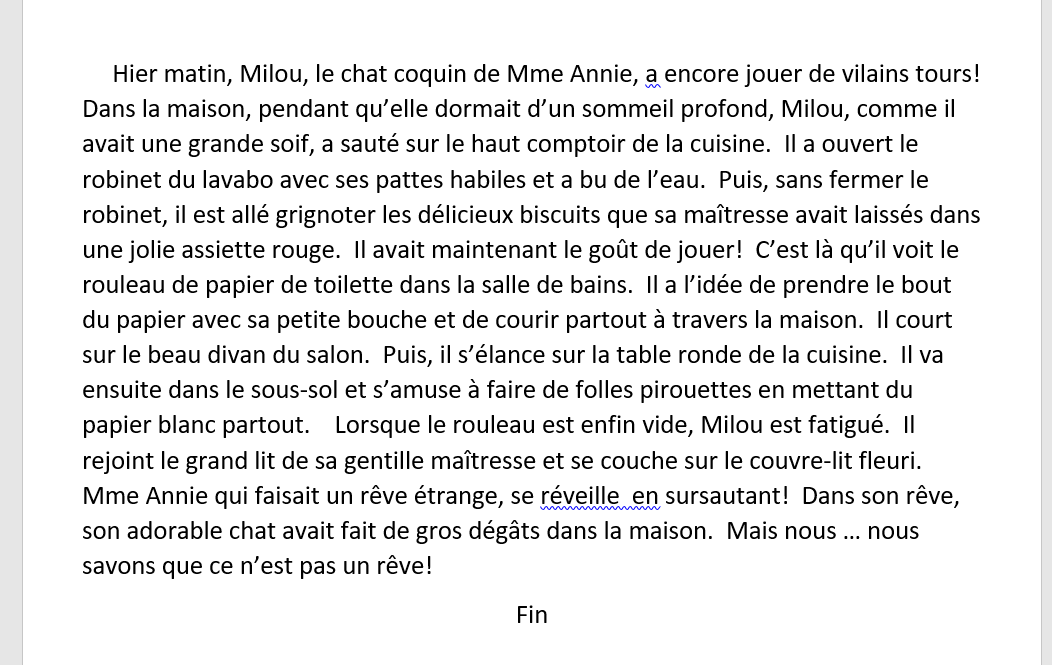 Hier matin, Milou, le chat coquin de Mme Annie, a encore jouer de vilains tours!
Dans la maison, pendant qu’elle dormait d’un sommeil profond, Milou, comme il
avait une grande soif, a sauté sur le haut comptoir de la cuisine.  Il a ouvert le
robinet du lavabo avec ses pattes habiles et a bu de l’eau.  Puis, sans fermer le
robinet, il est allé grignoter les délicieux biscuits que sa maîtresse avait laissés dans
une jolie assiette rouge.  Il avait maintenant le goût de jouer!  C’est là qu’il voit le
rouleau de papier de toilette dans la salle de bains.  Il a l’idée de prendre le bout
du papier avec sa petite bouche et de courir partout à travers la maison.  Il court
sur le beau divan du salon.  Puis, il s’élance sur la table ronde de la cuisine.  Il va
ensuite dans le sous-sol et s’amuse à faire de folles pirouettes en mettant du
papier blanc partout.    Lorsque le rouleau est enfin vide, Milou est fatigué.  Il
rejoint le grand lit de sa gentille maîtresse et se couche sur le couvre-lit fleuri.
Mme Annie qui faisait un rêve étrange, se réveille  en sursautant!  Dans son rêve,
son adorable chat avait fait de gros dégâts dans la maison.  Mais nous … nous
savons que ce n’est pas un rêve!
Fin